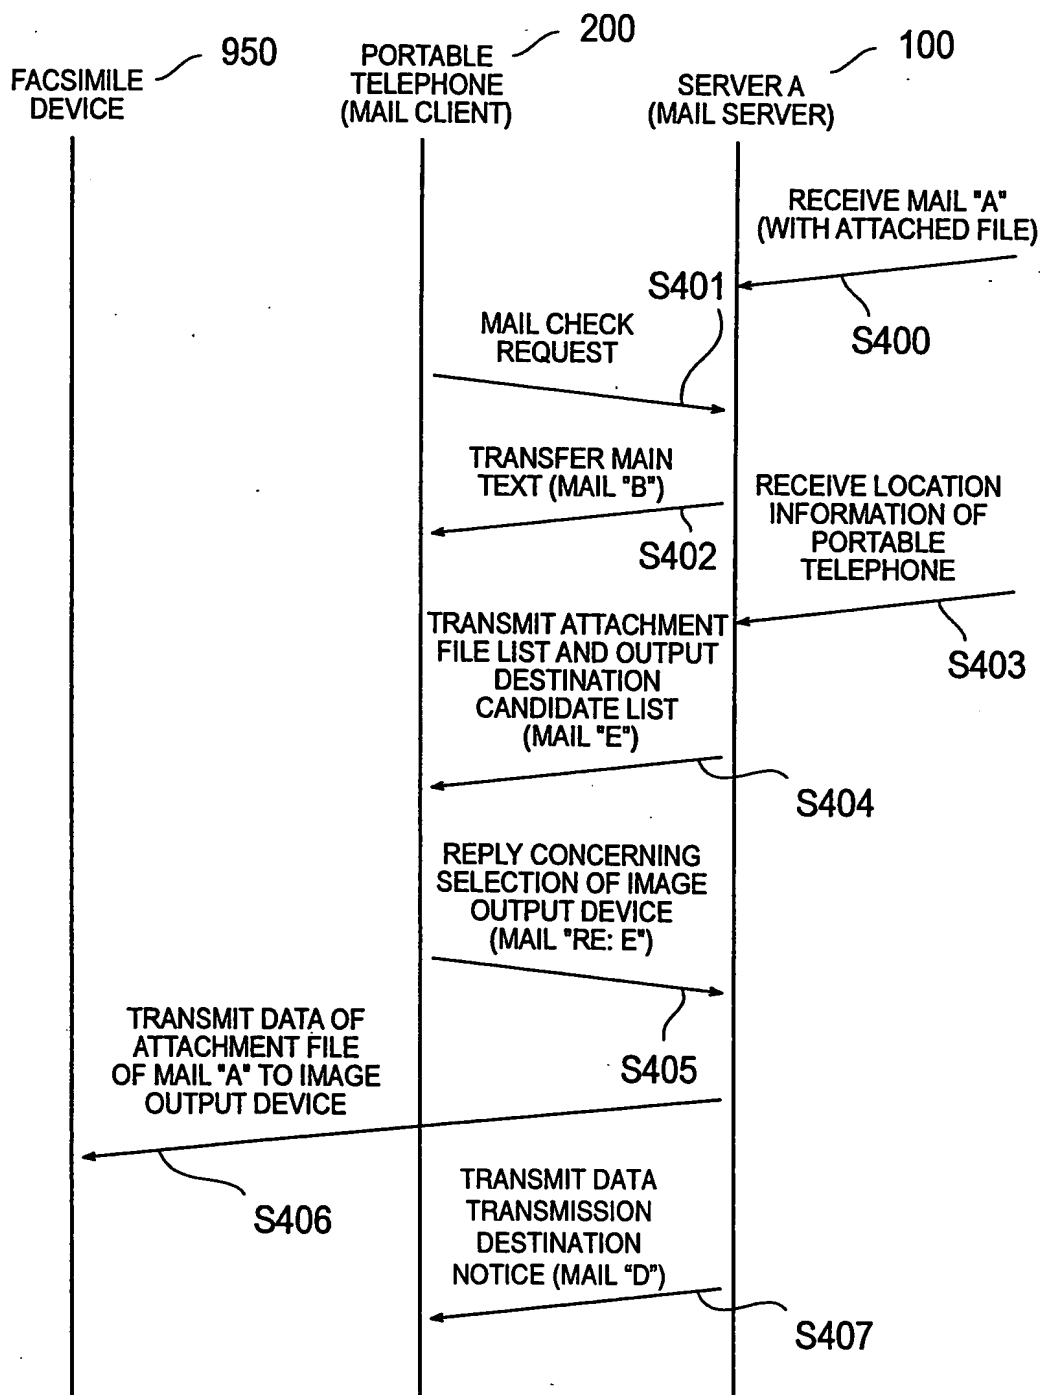 950
FACSIMILE
DEVICE
200
PORTABLE
TELEPHONE
(MAIL CLIENT)
100
SERVER A
(MAIL SERVER)
RECEIVE MAIL "A"
(WITH ATTACHED FILE)
S400
S401
MAIL CHECK
REQUEST
TRANSFER MAIN
TEXT (MAIL "B")
S402
RECEIVE LOCATION
INFORMATION OF
PORTABLE
TELEPHONE
S403
TRANSMIT ATTACHMENT
FILE LIST AND OUTPUT
DESTINATION
CANDIDATE LIST
(MAIL "E")
S404
REPLY CONCERNING
SELECTION OF IMAGE
OUTPUT DEVICE
(MAIL "RE: E")
S405
TRANSMIT DATA OF
ATTACHMENT FILE
OF MAIL "A" TO IMAGE
OUTPUT DEVICE
S406
TRANSMIT DATA
TRANSMISSION
DESTINATION
NOTICE (MAIL “D”)
S407